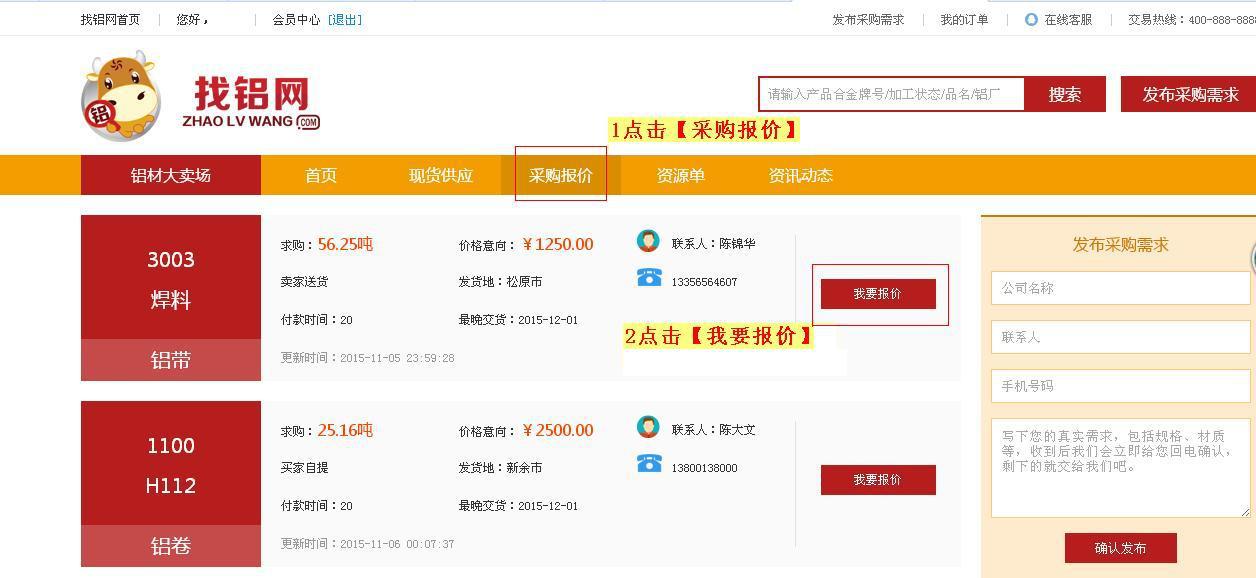 找铝网首页 您好， 会员中心 [退出] 发布采购需求 我的订单 在线客服 交易热线：400-888-888
铝
找铝网
ZHAO LV WANG .COM
请输入产品合金牌号/加工状态/品名/铝厂 搜索 发布采购需求
1点击【采购报价】
铝材大卖场 首页 现货供应 采购报价 资源单 资讯动态
3003
焊料
铝带
求购：56.25吨 价格意向：￥1250.00 联系人：陈锦华
卖家送货 发货地：松原市 13356564607
我要报价
付款时间：20 最晚交货：2015-12-01
2点击【我要报价】
更新时间：2015-11-05 23:59:28
1100
H112
铝卷
求购：25.16吨 价格意向：￥2500.00 联系人：陈大文
买家自提 发货地：新余市 13800138000
我要报价
付款时间：20 最晚交货：2015-12-01
更新时间：2015-11-06 00:07:37
发布采购需求
公司名称
联系人
手机号码
写下您的真实需求，包括规格、材质
等，收到后我们会立即给您回电确认，
剩下的就交给我们吧。
确认发布